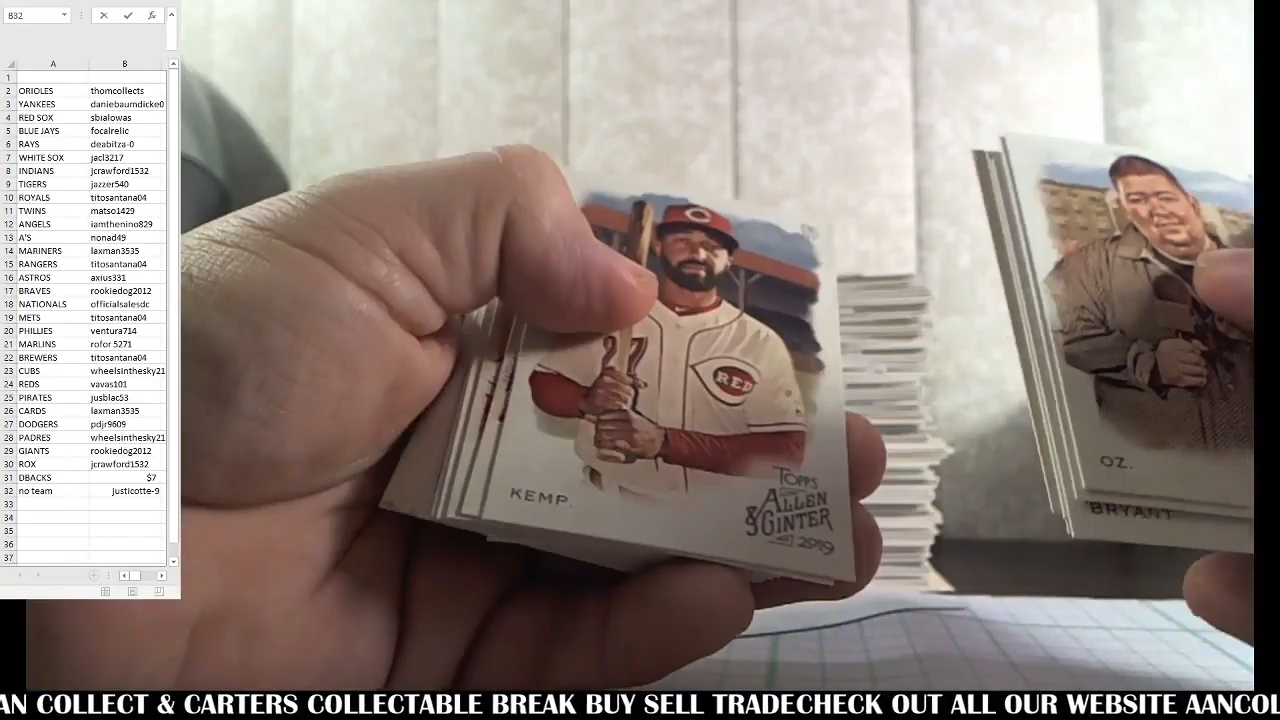 B32
fx
A B
1
2 ORIOLES thomcollects
3 YANKEES daniebaumdicke0
4 RED SOX sbialowas
5 BLUE JAYS focalrelic
6 RAYS deabitza-0
7 WHITE SOX jacl3217
8 INDIANS jcrawford1532
9 TIGERS jazzer540
10 ROYALS titosantana04
11 TWINS matso1429
12 ANGELS iamthenino829
13 A'S nonad49
14 MARINERS laxman3535
15 RANGERS titosantana04
16 ASTROS axius331
17 BRAVES rookiedog2012
18 NATIONALS officialsalesdc
19 METS titosantana04
20 PHILLIES ventura714
21 MARLINS rofor 5271
22 BREWERS titosantana04
23 CUBS wheelsinthesky21
24 REDS vavas101
25 PIRATES jusblac53
26 CARDS laxman3535
27 DODGERS pdjr9609
28 PADRES wheelsinthesky21
29 GIANTS rookiedog2012
30 ROX jcrawford1532
31 DBACKS $7
32 no team justicotte-9
33
34
35
36
37
C
27
REDS
KEMP.
TOPPS
ALLEN
& GINTER
2019
OZ.
BRYANT
AN COLLECT & CARTERS COLLECTABLE BREAK BUY SELL TRADECHECK OUT ALL OUR WEBSITE AANCOL